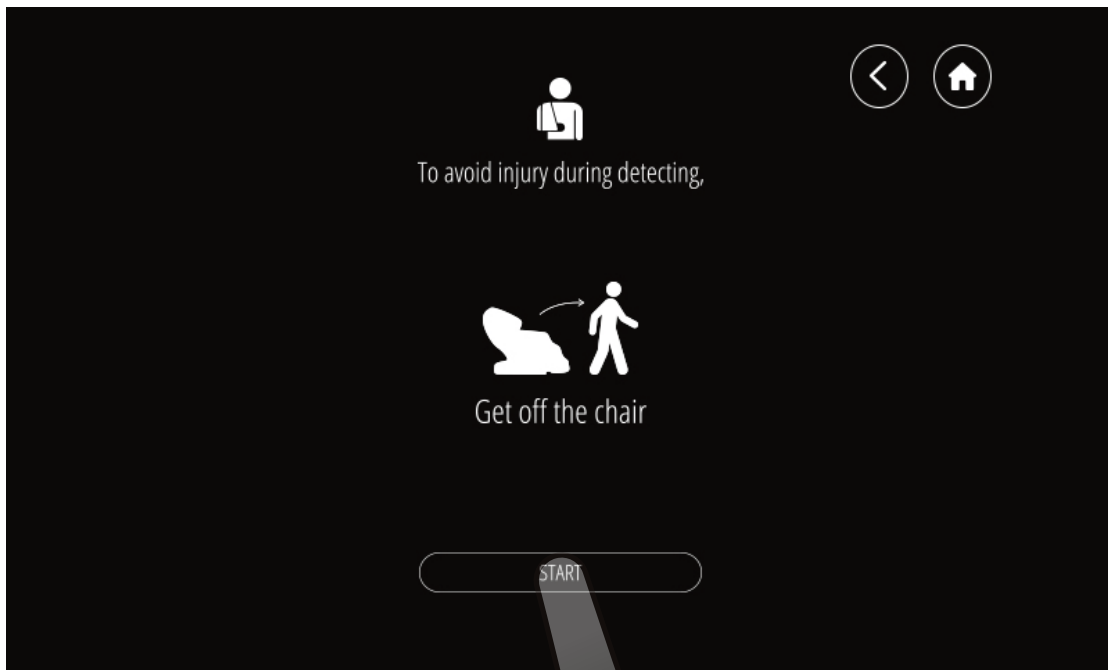 To avoid injury during detecting,
Get off the chair
START